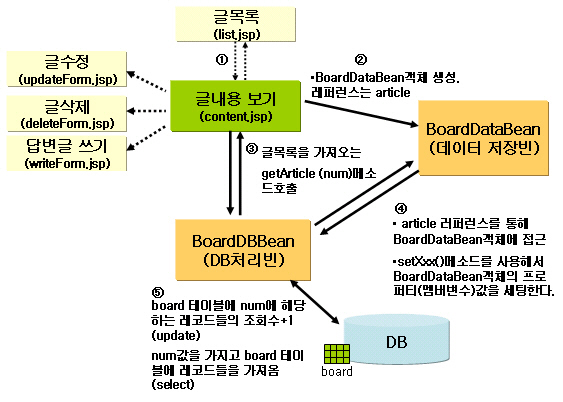 글목록
(list.jsp)
①
②
글수정
(updateForm.jsp)
•BoardDataBean객체 생성.
레퍼런스는 article
글삭제
(deleteForm.jsp)
글내용 보기
(content.jsp)
답변글 쓰기
(writeForm.jsp)
BoardDataBean
(데이터 저장빈)
③ 글목록을 가져오는
getArticle (num)메소
드호출
④
• article 러퍼런스를 통해
BoardDataBean객체에 접근
•setXxx()메소드를 사용해서
BoardDataBean객체의 프로
퍼티(멤버변수)값을 세팅한다.
BoardDBBean
(DB처리빈)
⑤
board 테이블에 num에 해당
하는 레코드들의 조회수+1
(update)
num값을 가지고 board 테이
블에 레코드들을 가져옴
(select)
DB
board